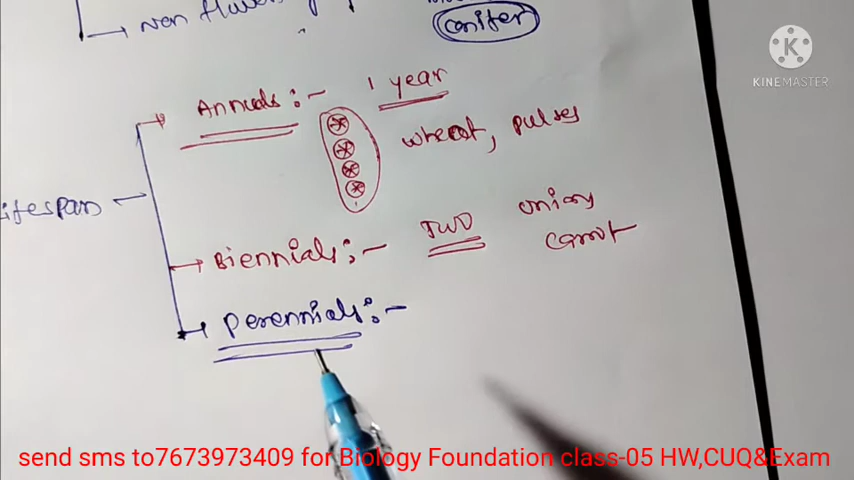 Non flowering
conifer
KINEMASTER
Annuals :- 1 year
wheat, pulses
Lifespan
Biennials :- Two onion
carrot
Perennials :-
send sms to7673973409 for Biology Foundation class-05 HW,CUQ&Exam